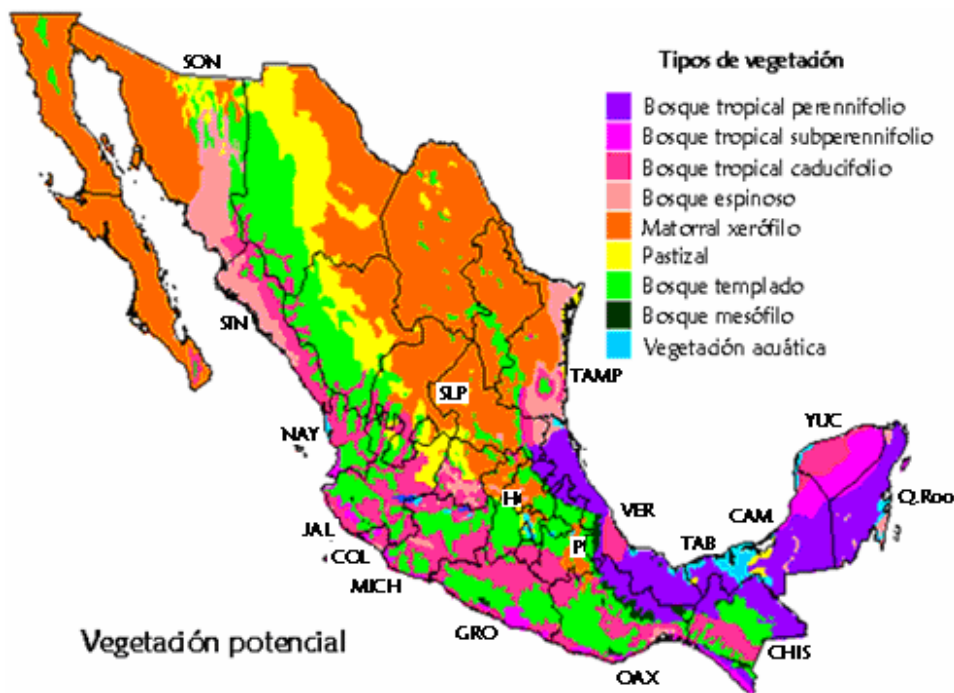 SON
Tipos de vegetación
Bosque tropical perennifolio
Bosque tropical subperennifolio
Bosque tropical caducifolio
Bosque espinoso
Matorral xerófilo
Pastizal
Bosque templado
Bosque mesófilo
Vegetación acuática
SIN
TAMP
SLP
NAY
YUC
Q.Roo
VER
CAM
TAB
JAL
COL
MICH
GRO
OAX
CHIS
Vegetación potencial